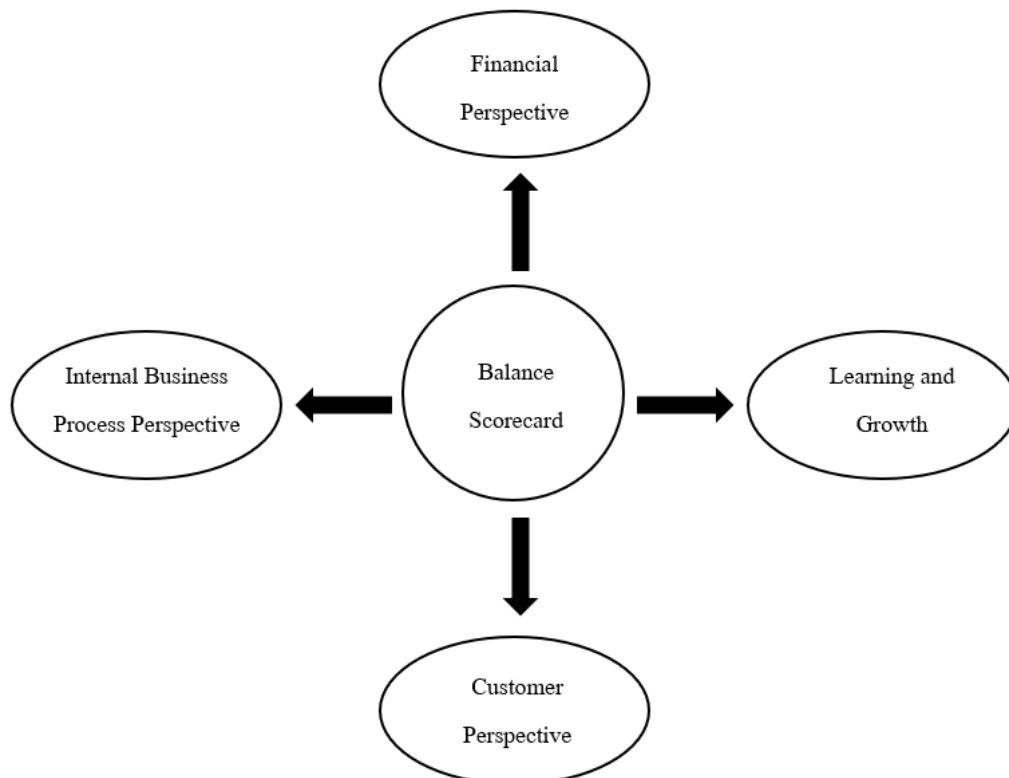 Financial
Perspective
Internal Business
Process Perspective
Balance
Scorecard
Learning and
Growth
Customer
Perspective